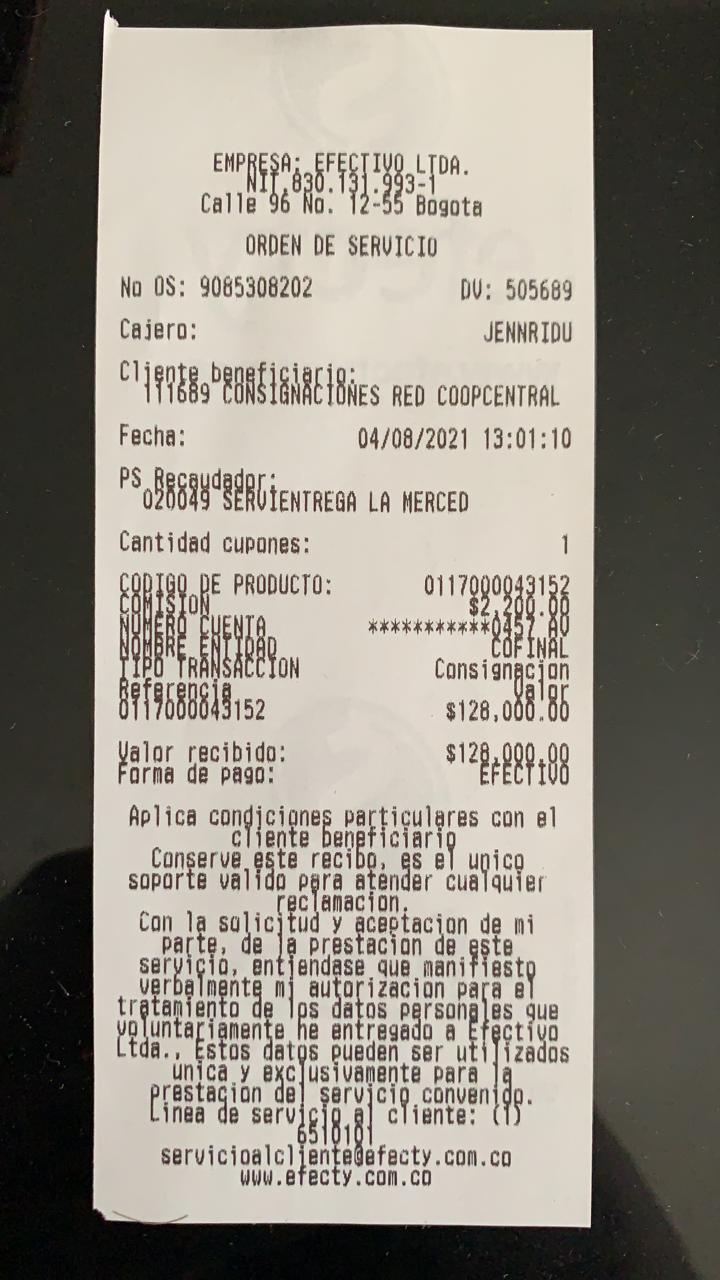 EMPRESA: EFECTIVO LTDA.
NIT.830.131.993-1
Calle 96 No. 12-55 Bogota
ORDEN DE SERVICIO
No OS: 9085308202 DV: 505689
Cajero: JENNRIDU
Cliente beneficiario:
111689 CONSIGNACIONES RED COOPCENTRAL
Fecha: 04/08/2021 13:01:10
PS Recaudador:
020049 SERVIENTREGA LA MERCED
Cantidad cupones: 1
CODIGO DE PRODUCTO: 0117000043152
COMISION $2,200.00
NUMERO CUENTA ***********0457 AV
NOMBRE ENTIDAD COFINAL
TIPO TRANSACCION Consignacion
Referencia Valor
0117000043152 $128,000.00
Valor recibido: $128,000.00
Forma de pago: EFECTIVO
Aplica condiciones particulares con el
cliente beneficiario
Conserve este recibo, es el unico
soporte valido para atender cualquier
reclamacion.
Con la solicitud y aceptacion de mi
parte, de la prestacion de este
servicio, entiendase que manifiesto
verbalmente mi autorizacion para el
tratamiento de los datos personales que
voluntariamente he entregado a Efectivo
Ltda., Estos datos pueden ser utilizados
unica y exclusivamente para la
prestacion del servicio convenido.
Linea de servicio al cliente: (1)
6510101
servicioalcliente@efecty.com.co
www.efecty.com.co